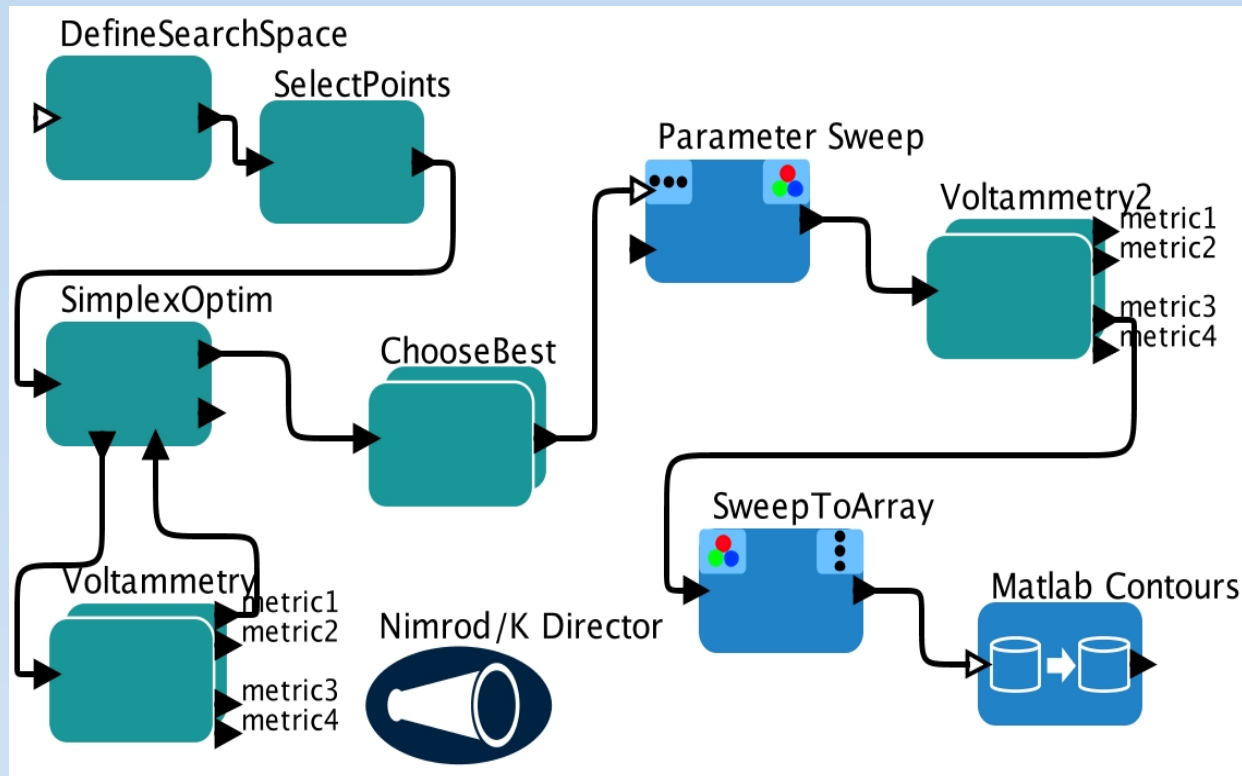 DefineSearchSpace
SelectPoints
Parameter Sweep
Voltammetry2
metric1
metric2
metric3
metric4
SimplexOptim
ChooseBest
SweepToArray
Matlab Contours
Voltammetry
metric1
metric2
metric3
metric4
Nimrod/K Director